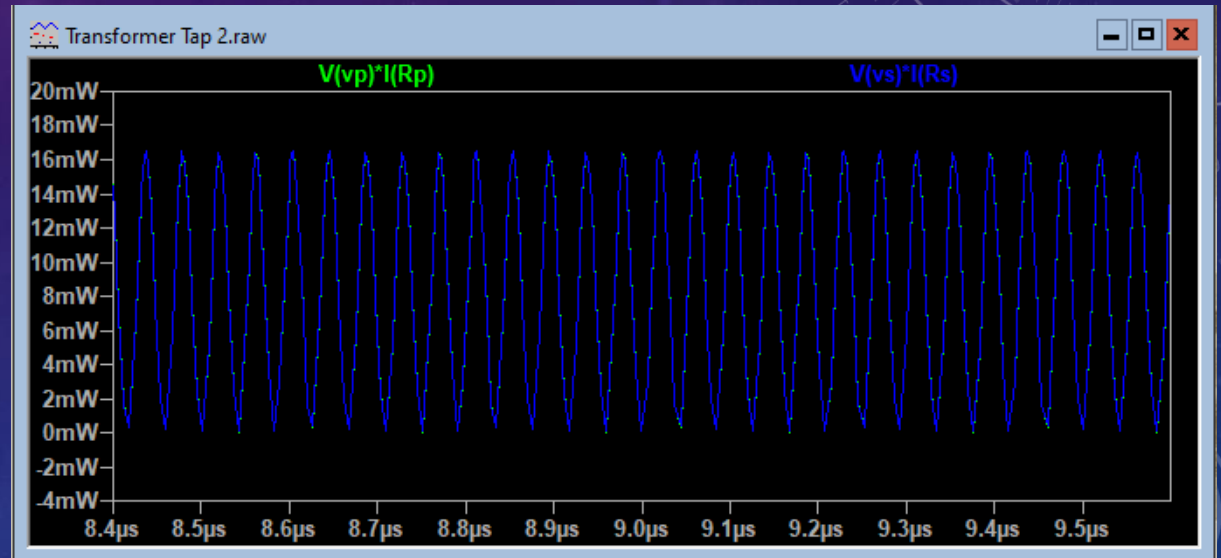 Transformer Tap 2.raw
V(vp)*I(Rp) V(vs)*I(Rs)
20mW
18mW
16mW
14mW
12mW
10mW
8mW
6mW
4mW
2mW
0mW
-2mW
-4mW
8.4µs 8.5µs 8.6µs 8.7µs 8.8µs 8.9µs 9.0µs 9.1µs 9.2µs 9.3µs 9.4µs 9.5µs